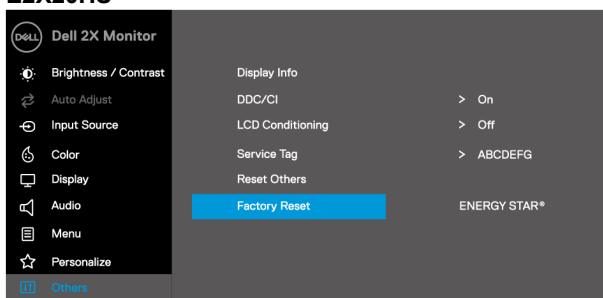 DELL
Dell 2X Monitor
Brightness / Contrast
Display Info
Auto Adjust
DDC/CI > On
Input Source
LCD Conditioning > Off
Color
Service Tag > ABCDEFG
Display
Reset Others
Audio
Factory Reset ENERGY STAR®
Menu
Personalize
Others